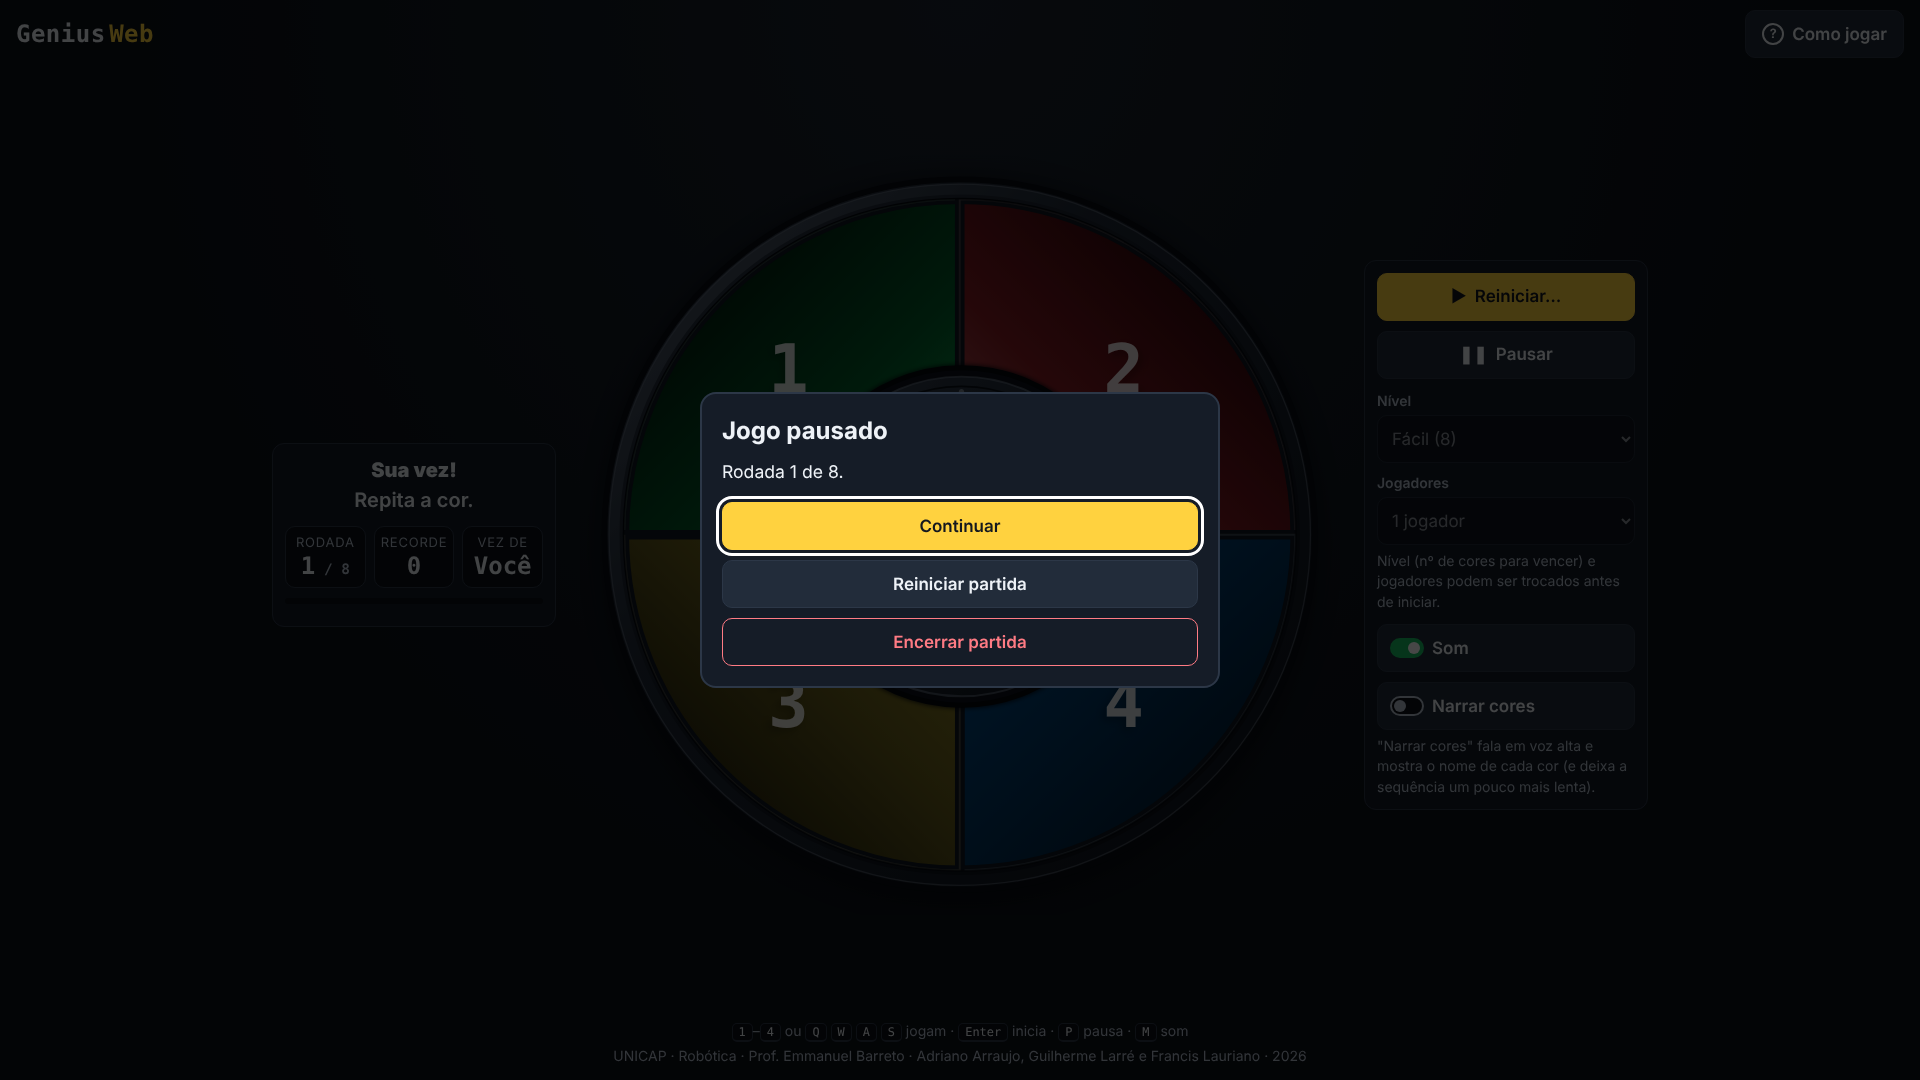 GeniusWeb
? Como jogar
1
2
Sua vez!
Repita a cor.
RODADA
1 / 8
RECORDE
0
VEZ DE
Você
Jogo pausado
Rodada 1 de 8.
Continuar
Reiniciar partida
Encerrar partida
3
4
Reiniciar...
Pausar
Nível
Fácil (8)
Jogadores
1 jogador
Nível (nº de cores para vencer) e
jogadores podem ser trocados antes
de iniciar.
Som
Narrar cores
"Narrar cores" fala em voz alta e
mostra o nome de cada cor (e deixa a
sequência um pouco mais lenta).
1–4 ou Q W A S jogam · Enter inicia · P pausa · M som
UNICAP · Robótica · Prof. Emmanuel Barreto · Adriano Araujo, Guilherme Larré e Francis Lauriano · 2026